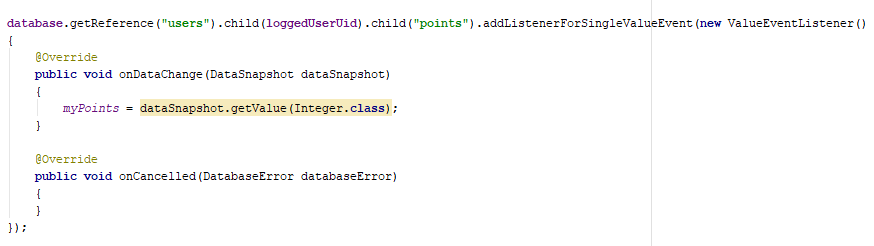 database.getReference("users").child(loggedUserUid).child("points").addListenerForSingleValueEvent(new ValueEventListener()
{
    @Override
    public void onDataChange(DataSnapshot dataSnapshot)
    {
        myPoints = dataSnapshot.getValue(Integer.class);
    }

    @Override
    public void onCancelled(DatabaseError databaseError)
    {
    }
});